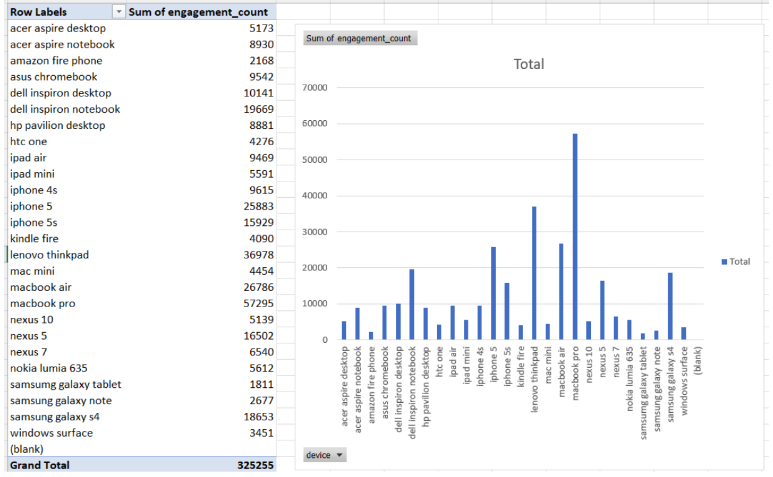 Row Labels Sum of engagement_count
acer aspire desktop 5173
acer aspire notebook 8930
amazon fire phone 2168
asus chromebook 9542
dell inspiron desktop 10141
dell inspiron notebook 19669
hp pavilion desktop 8881
htc one 4276
ipad air 9469
ipad mini 5591
iphone 4s 9615
iphone 5 25883
iphone 5s 15929
kindle fire 4090
lenovo thinkpad 36978
mac mini 4454
macbook air 26786
macbook pro 57295
nexus 10 5139
nexus 5 16502
nexus 7 6540
nokia lumia 635 5612
samsumg galaxy tablet 1811
samsung galaxy note 2677
samsung galaxy s4 18653
windows surface 3451
(blank)
Grand Total 325255
Sum of engagement_count
Total
70000
60000
50000
40000
30000
20000
10000
0
acer aspire desktop
acer aspire notebook
amazon fire phone
asus chromebook
dell inspiron desktop
dell inspiron notebook
hp pavilion desktop
htc one
ipad air
ipad mini
iphone 4s
iphone 5
iphone 5s
kindle fire
lenovo thinkpad
mac mini
macbook air
macbook pro
nexus 10
nexus 5
nexus 7
nokia lumia 635
samsumg galaxy tablet
samsung galaxy note
samsung galaxy s4
windows surface
(blank)
Total
device